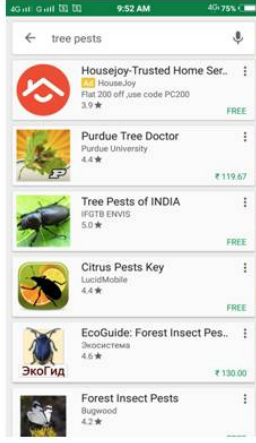 4G 9:52 AM 4G 75%
tree pests
Housejoy-Trusted Home Ser..
Ad HouseJoy
Flat 200 off ,use code PC200
3.9★
FREE
Purdue Tree Doctor
Purdue University
4.4★
₹ 119.67
Tree Pests of INDIA
IFGTB ENVIS
5.0★
FREE
Citrus Pests Key
LucidMobile
4.4★
FREE
EcoGuide: Forest Insect Pes..
Экосистема
4.6★
ЭкоГид
₹ 130.00
Forest Insect Pests
Bugwood
4.2★